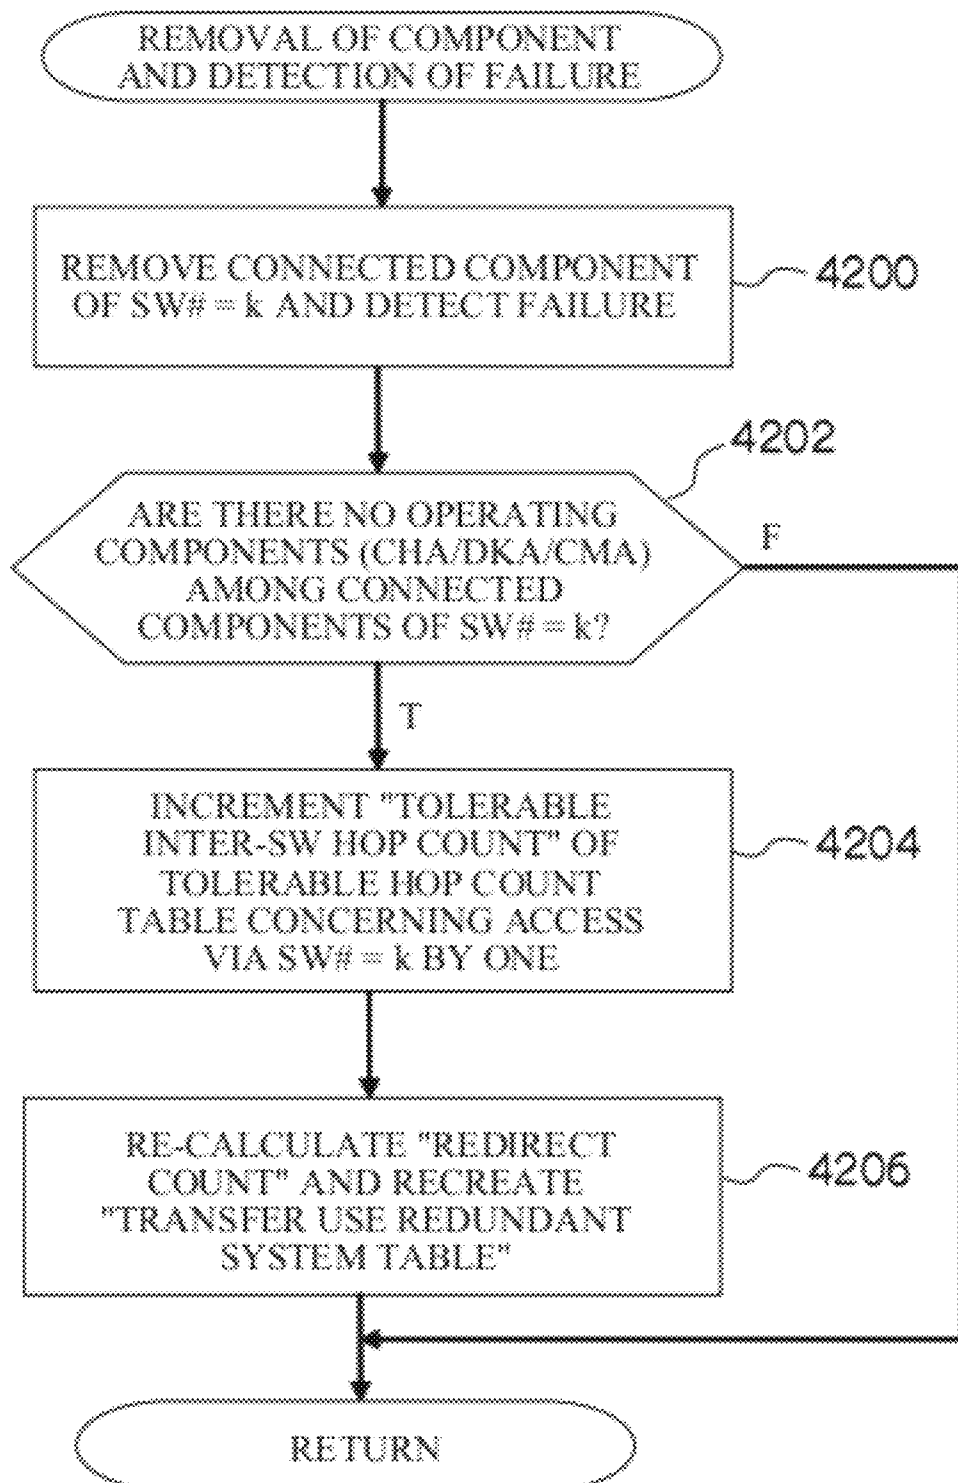 REMOVAL OF COMPONENT
AND DETECTION OF FAILURE
REMOVE CONNECTED COMPONENT
OF SW# = k AND DETECT FAILURE
4200
4202
ARE THERE NO OPERATING
COMPONENTS (CHA/DKA/CMA)
AMONG CONNECTED
COMPONENTS OF SW# = k?
F
T
INCREMENT "TOLERABLE
INTER-SW HOP COUNT" OF
TOLERABLE HOP COUNT
TABLE CONCERNING ACCESS
VIA SW# = k BY ONE
4204
RE-CALCULATE "REDIRECT
COUNT" AND RECREATE
"TRANSFER USE REDUNDANT
SYSTEM TABLE"
4206
RETURN